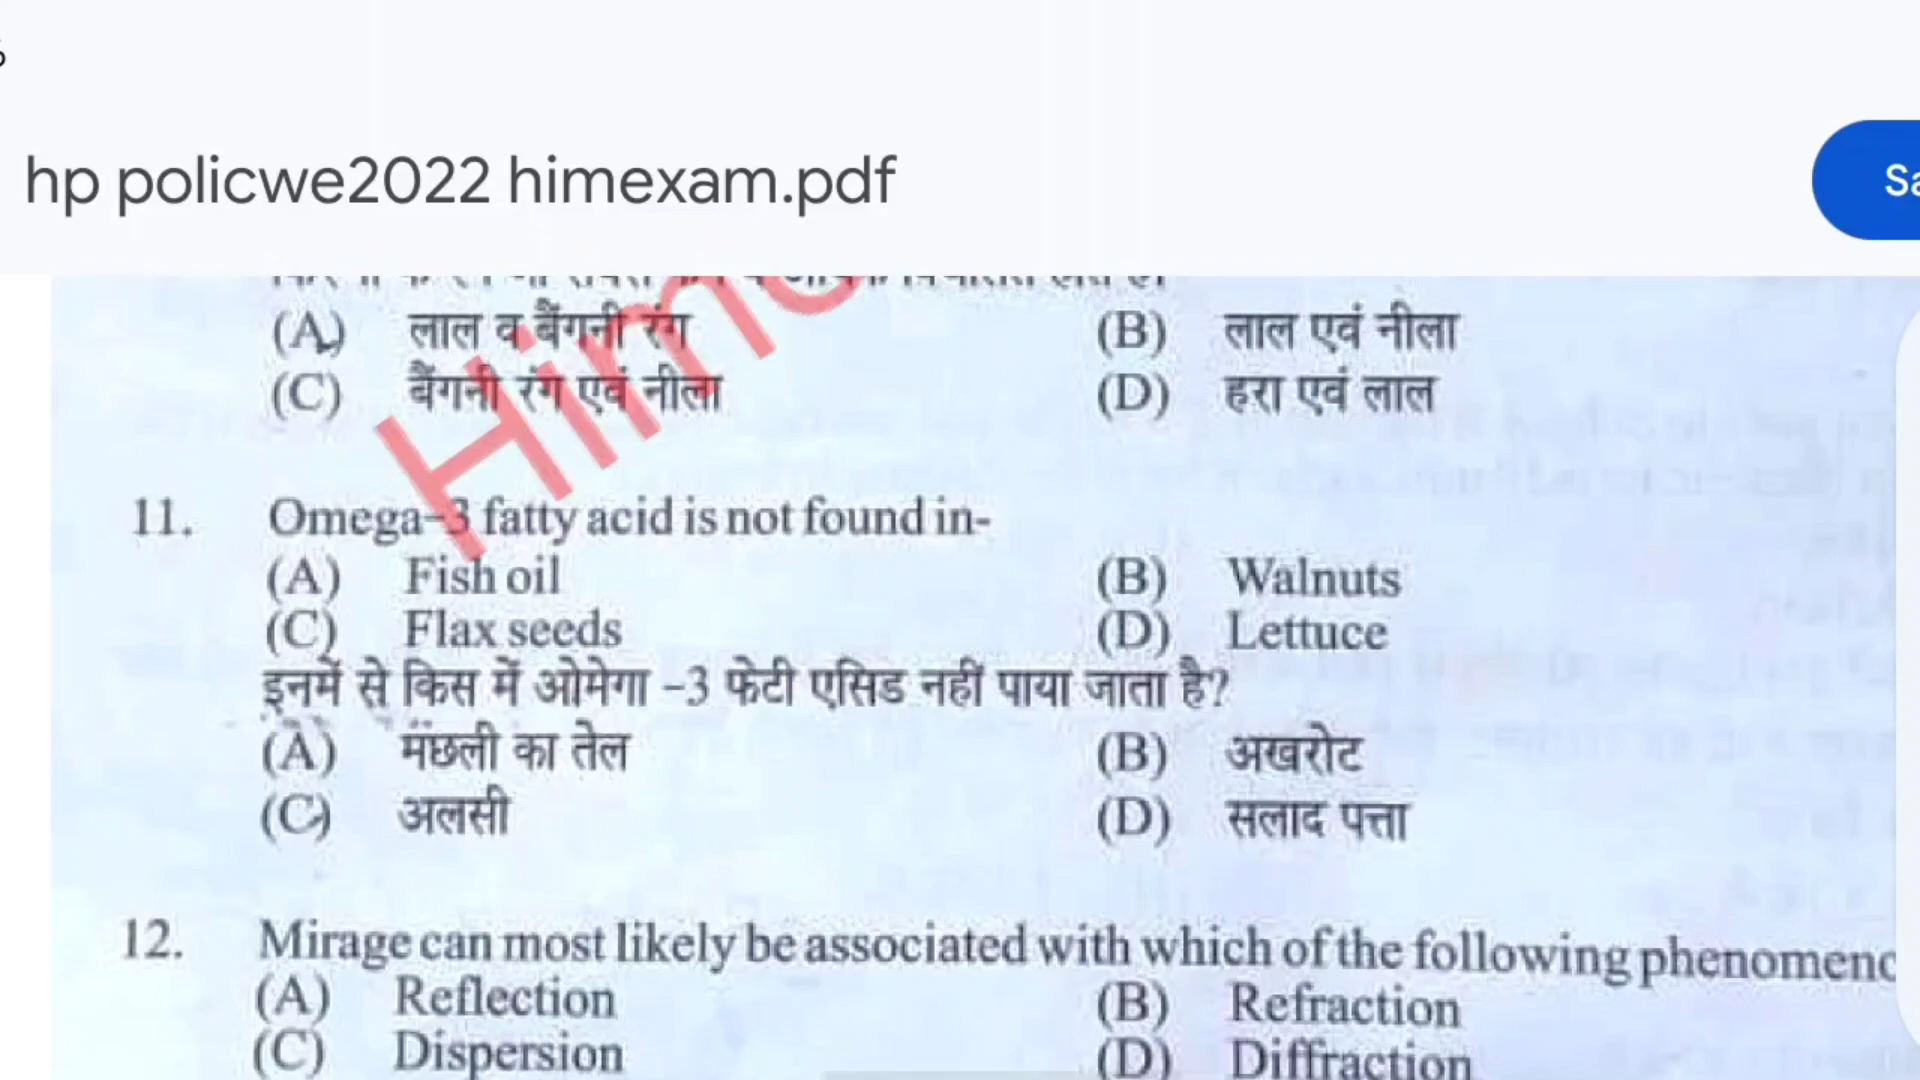 hp policwe2022 himexam.pdf
(A) लाल व बैंगनी रंग (B) लाल एवं नीला
(C) बैंगनी रंग एवं नीला (D) हरा एवं लाल
11. Omega-3 fatty acid is not found in-
(A) Fish oil (B) Walnuts
(C) Flax seeds (D) Lettuce
इनमें से किस में ओमेगा -3 फेटी एसिड नहीं पाया जाता है?
(A) मछली का तेल (B) अखरोट
(C) अलसी (D) सलाद पत्ता
12. Mirage can most likely be associated with which of the following
(A) Reflection (B) Refraction
(C) Dispersion (D) Diffraction